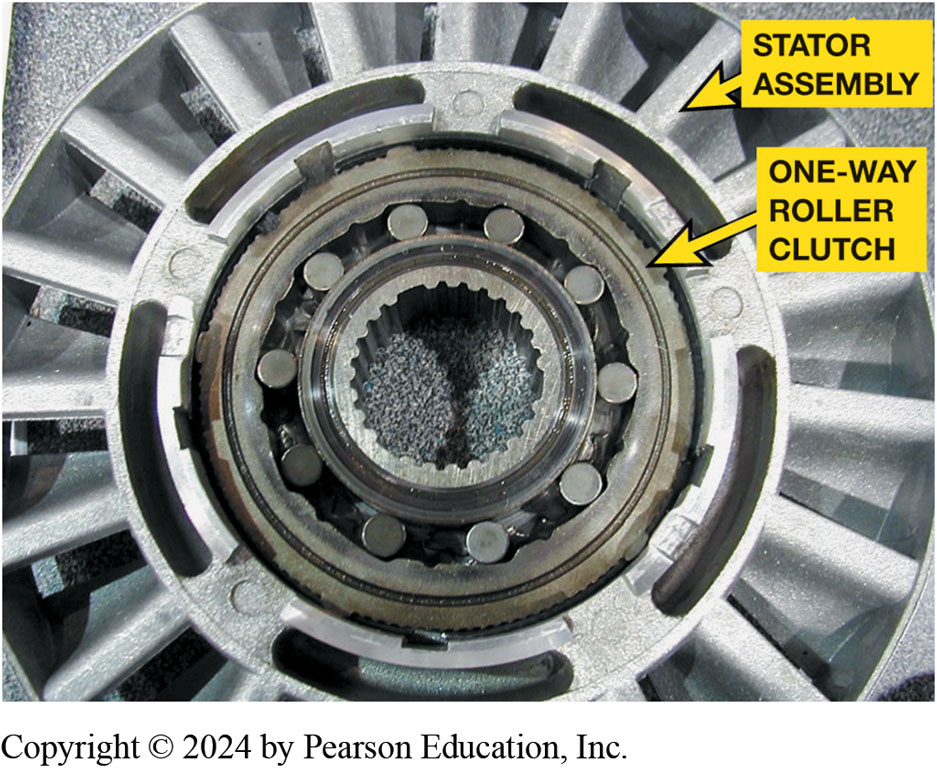 STATOR
ASSEMBLY
ONE-WAY
ROLLER
CLUTCH
Copyright © 2024 by Pearson Education, Inc.